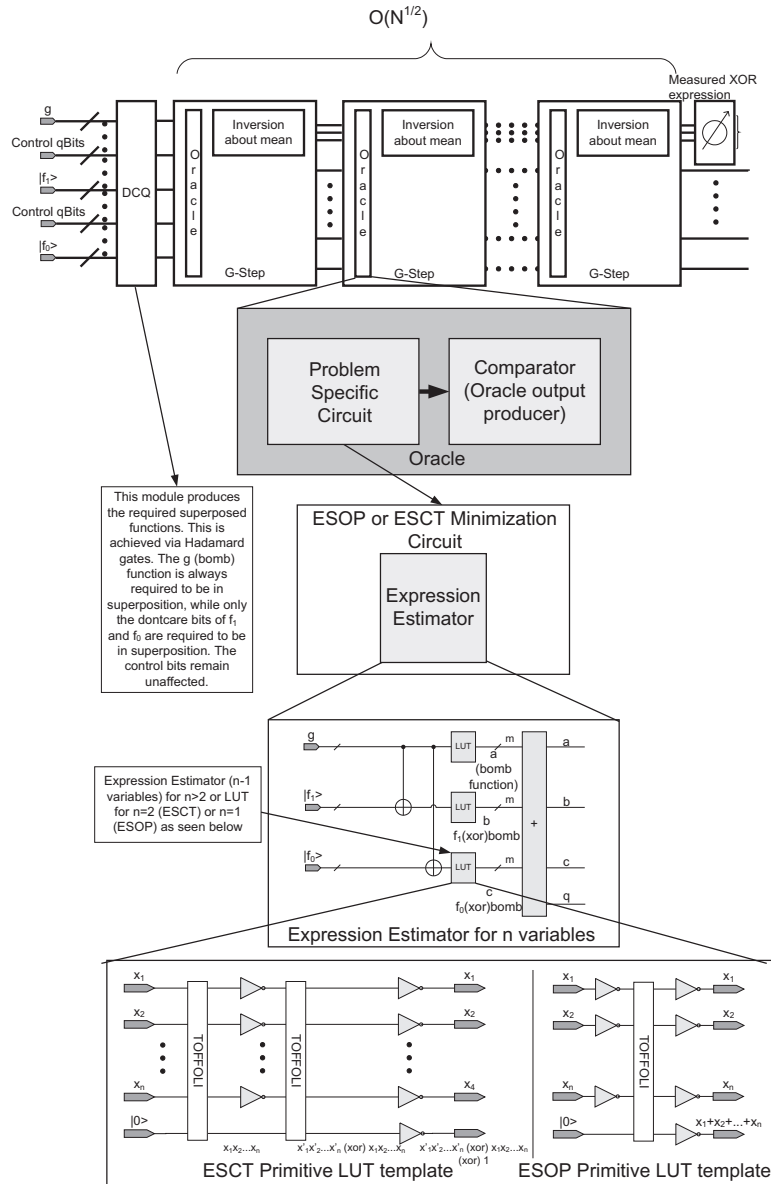 O(N1/2)
Measured XOR
expression
g
Control qBits
|f1>
Control qBits
|f0>
DCQ
Oracle
Inversion
about mean
G-Step
Oracle
Inversion
about mean
G-Step
Oracle
Inversion
about mean
G-Step
Problem
Specific
Circuit
Comparator
(Oracle output
producer)
Oracle
This module produces
the required superposed
functions. This is
achieved via Hadamard
gates. The g (bomb)
function is always
required to be in
superposition, while only
the dontcare bits of f1
and f0 are required to be
in superposition. The
control bits remain
unaffected.
ESOP or ESCT Minimization
Circuit
Expression
Estimator
g
LUT
m
a
(bomb
function)
a
Expression Estimator (n-1
variables) for n>2 or LUT
for n=2 (ESCT) or n=1
(ESOP) as seen below
|f1>
LUT
m
b
f1(xor)bomb
+
b
|f0>
LUT
m
c
f0(xor)bomb
c
q
Expression Estimator for n variables
x1
x2
xn
|0>
TOFFOLI
TOFFOLI
x1
x2
x4
x1x2...xn
x'1x'2...x'n (xor) x1x2...xn
x'1x'2...x'n (xor) x1x2...xn
(xor) 1
ESCT Primitive LUT template
x1
x2
xn
|0>
TOFFOLI
x1
x2
xn
x1+x2+...+xn
ESOP Primitive LUT template